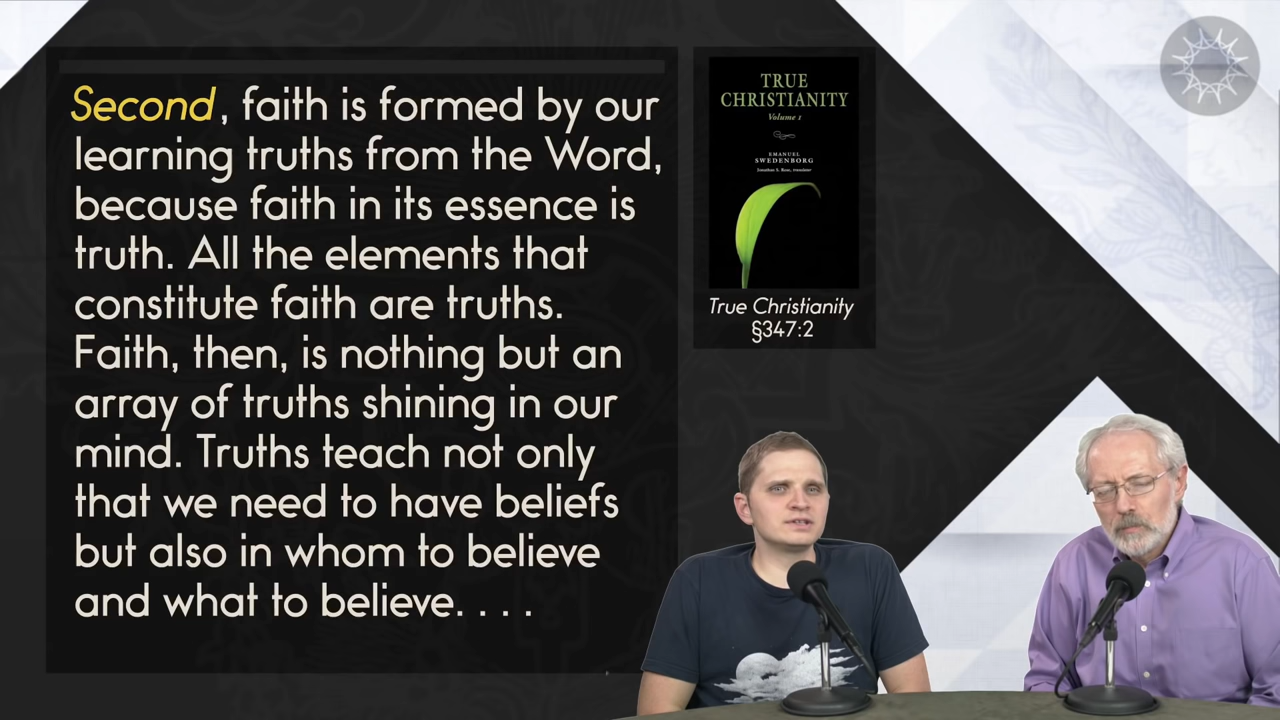 Second, faith is formed by our
learning truths from the Word,
because faith in its essence is
truth. All the elements that
constitute faith are truths.
Faith, then, is nothing but an
array of truths shining in our
mind. Truths teach not only
that we need to have beliefs
but also in whom to believe
and what to believe. . . .
TRUE
CHRISTIANITY
Volume 1
EMANUEL
SWEDENBORG
Jonathan S. Rose, translator
True Christianity
§347:2